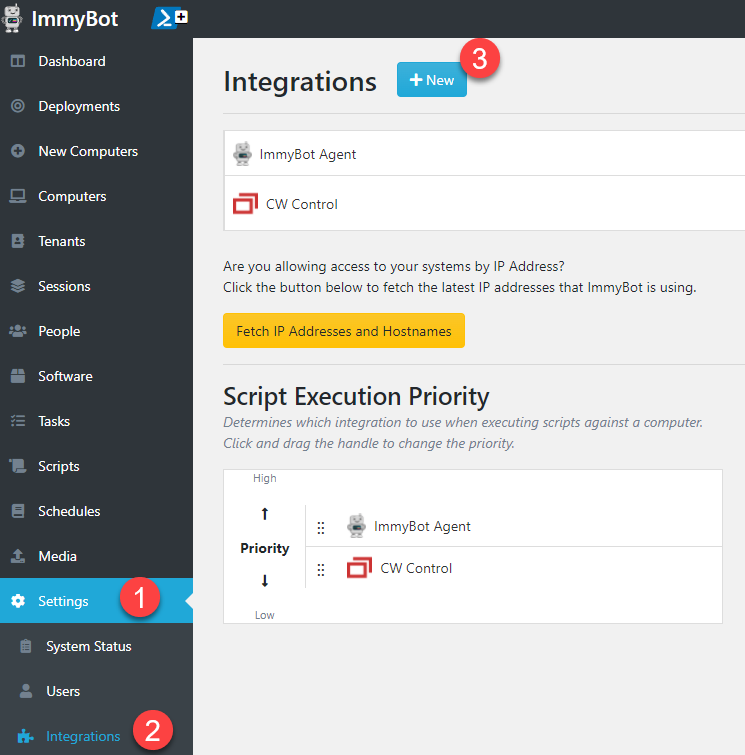 ImmyBot
Dashboard
Deployments
New Computers
Computers
Tenants
Sessions
People
Software
Tasks
Scripts
Schedules
Media
Settings
1
System Status
Users
Integrations
2
Integrations
+ New
3
ImmyBot Agent
CW Control
Are you allowing access to your systems by IP Address?
Click the button below to fetch the latest IP addresses that ImmyBot is using.
Fetch IP Addresses and Hostnames
Script Execution Priority
Determines which integration to use when executing scripts against a computer.
Click and drag the handle to change the priority.
High
Priority
Low
ImmyBot Agent
CW Control